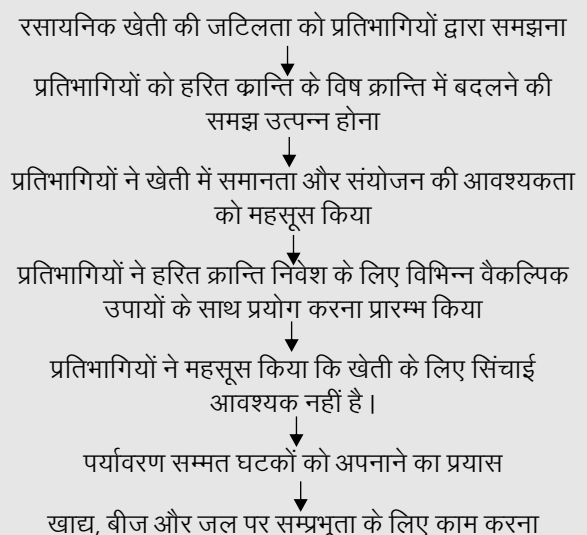 रसायनिक खेती की जटिलता को प्रतिभागियों द्वारा समझना
प्रतिभागियों को हरित क्रान्ति के विष क्रान्ति में बदलने की
समझ उत्पन्न होना
प्रतिभागियों ने खेती में समानता और संयोजन की आवश्यकता
को महसूस किया
प्रतिभागियों ने हरित क्रान्ति निवेश के लिए विभिन्न वैकल्पिक
उपायों के साथ प्रयोग करना प्रारम्भ किया
प्रतिभागियों ने महसूस किया कि खेती के लिए सिंचाई
आवश्यक नहीं है।
पर्यावरण सम्मत घटकों को अपनाने का प्रयास
खाद्य, बीज और जल पर सम्प्रभुता के लिए काम करना